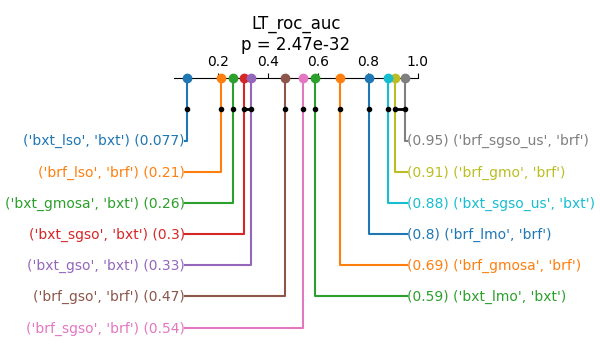 LT_roc_auc
p = 2.47e-32
0.2 0.4 0.6 0.8 1.0
('bxt_lso', 'bxt') (0.077) (0.95) ('brf_sgso_us', 'brf')
('brf_lso', 'brf') (0.21) (0.91) ('brf_gmo', 'brf')
('bxt_gmosa', 'bxt') (0.26) (0.88) ('bxt_sgso_us', 'bxt')
('bxt_sgso', 'bxt') (0.3) (0.8) ('brf_lmo', 'brf')
('bxt_gso', 'bxt') (0.33) (0.69) ('brf_gmosa', 'brf')
('brf_gso', 'brf') (0.47) (0.59) ('bxt_lmo', 'bxt')
('brf_sgso', 'brf') (0.54)